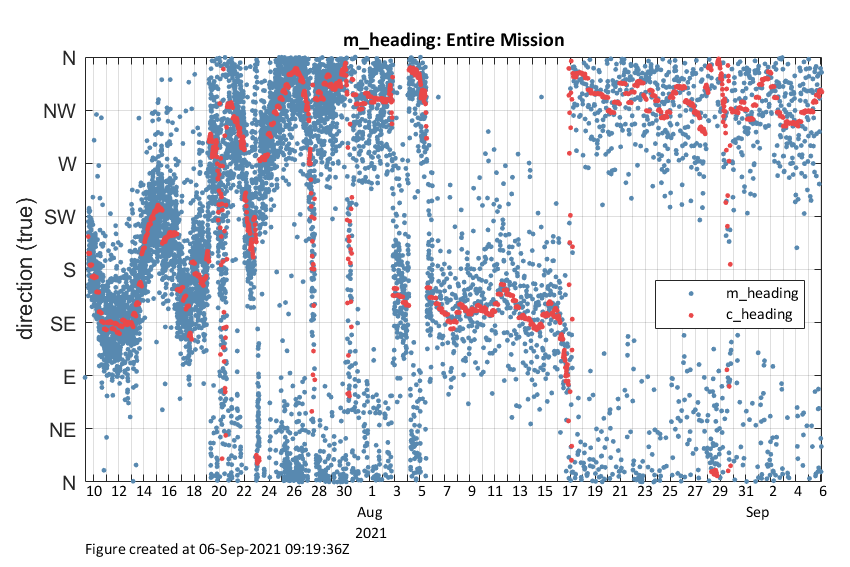 m_heading: Entire Mission
N
NW
W
SW
S
SE
E
NE
N
direction (true)
m_heading
c_heading
10 12 14 16 18 20 22 24 26 28 30 1 3 5 7 9 11 13 15 17 19 21 23 25 27 29 31 2 4 6
Aug Sep
2021
Figure created at 06-Sep-2021 09:19:36Z